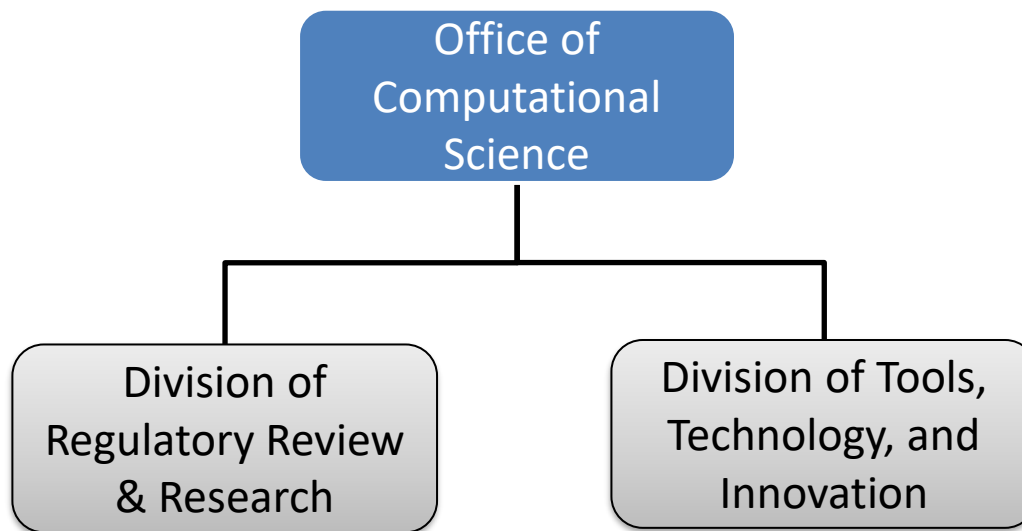 Office of
Computational
Science
Division of
Regulatory Review
& Research
Division of Tools,
Technology, and
Innovation